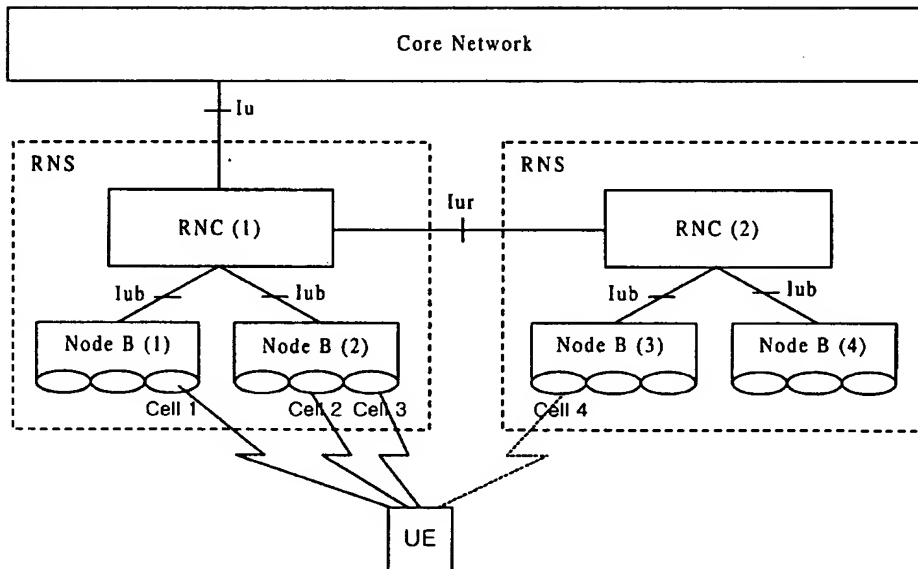 Core Network
Iu
RNS
RNS
RNC (1)
Iur
RNC (2)
Iub
Iub
Iub
Iub
Node B (1)
Node B (2)
Node B (3)
Node B (4)
Cell 1
Cell 2
Cell 3
Cell 4
UE